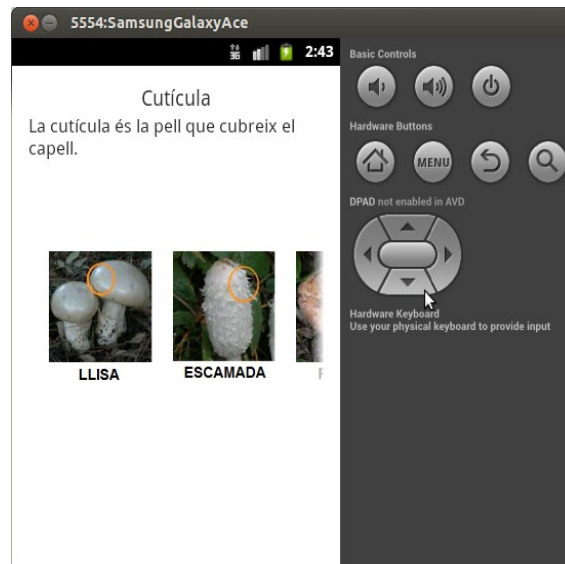 5554:SamsungGalaxyAce
3G 2:43
Cutícula
La cutícula és la pell que cubreix el
capell.
LLISA ESCAMADA
Basic Controls
Hardware Buttons
MENU
DPAD not enabled in AVD
Hardware Keyboard
Use your physical keyboard to provide input